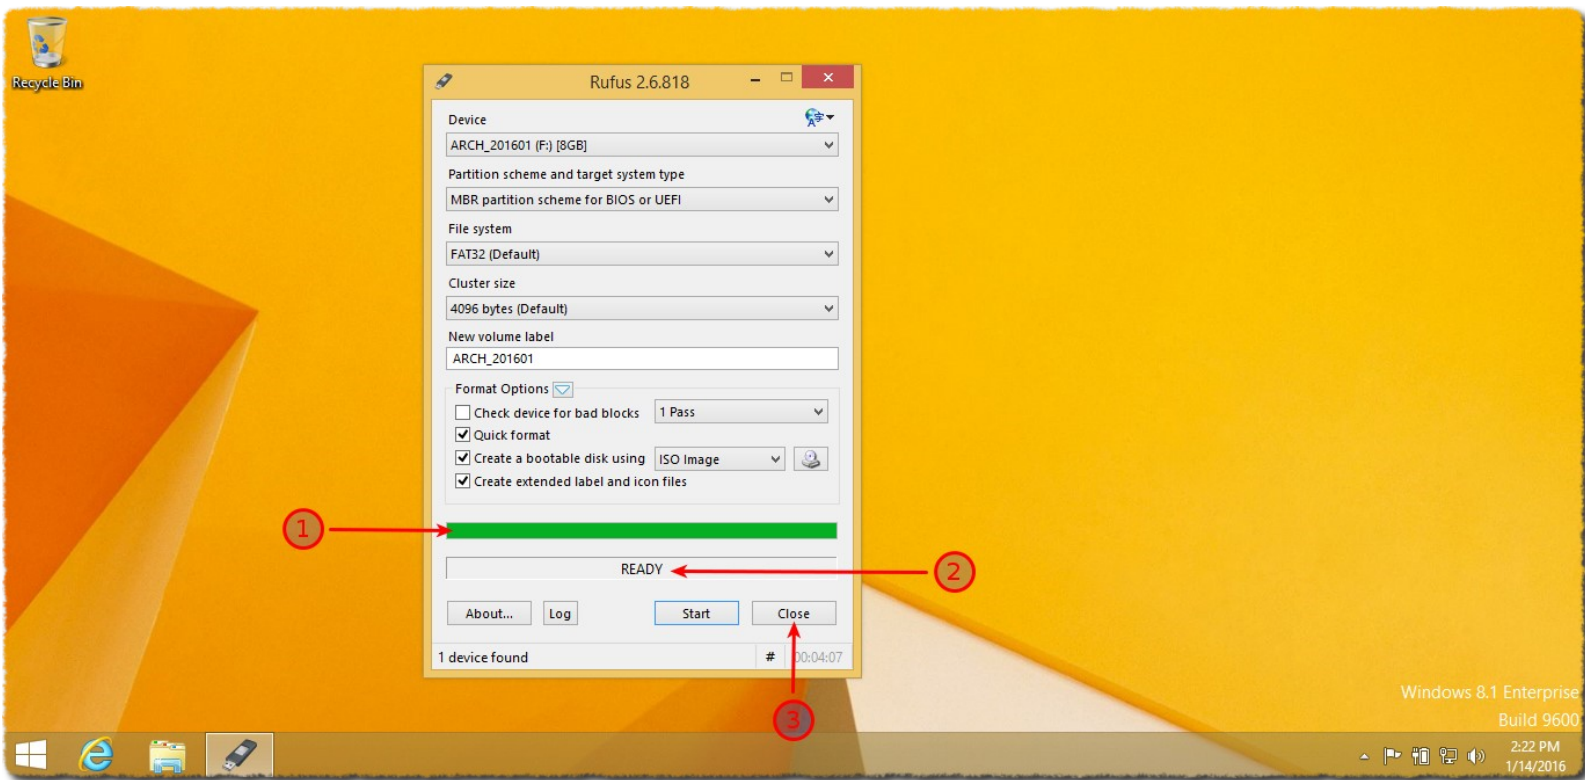 Recycle Bin
Rufus 2.6.818
Device
ARCH_201601 (F:) [8GB]
Partition scheme and target system type
MBR partition scheme for BIOS or UEFI
File system
FAT32 (Default)
Cluster size
4096 bytes (Default)
New volume label
ARCH_201601
Format Options
Check device for bad blocks 1 Pass
Quick format
Create a bootable disk using ISO Image
Create extended label and icon files
1
READY 2
About... Log Start Close
1 device found # 00:04:07
3
Windows 8.1 Enterprise
Build 9600
2:22 PM
1/14/2016